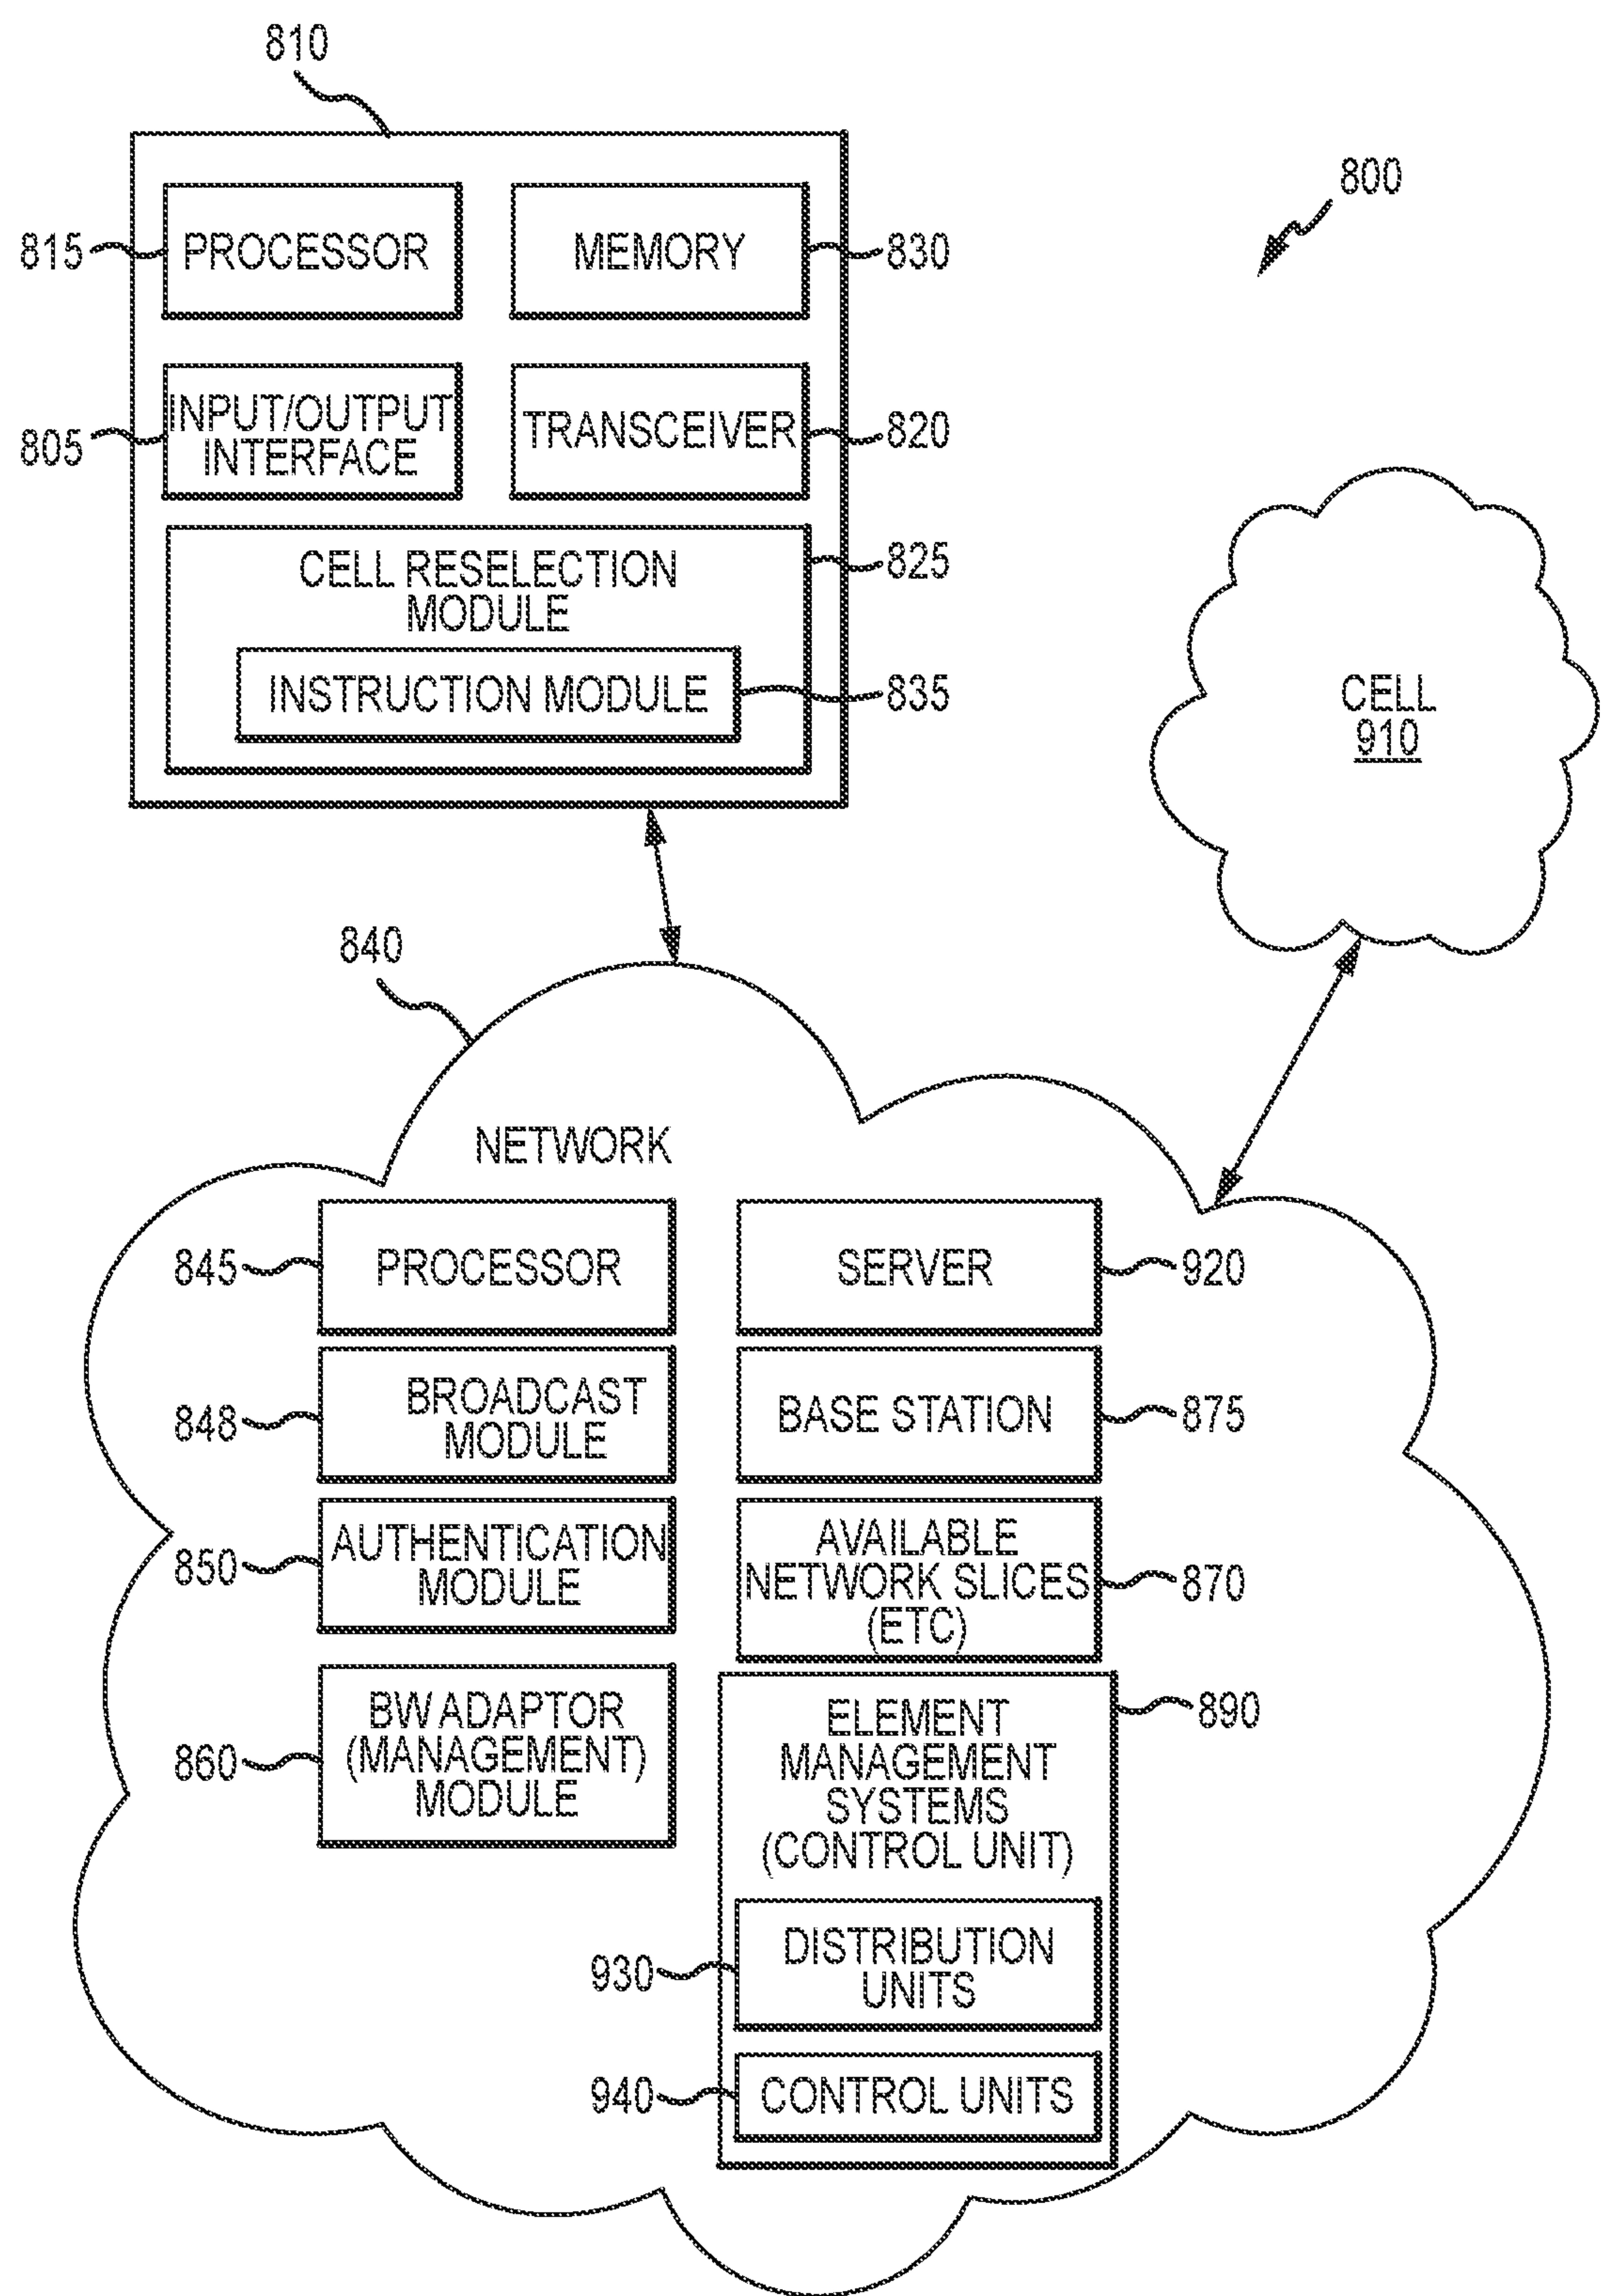 810
800
815
PROCESSOR
MEMORY
830
805
INPUT/OUTPUT
INTERFACE
TRANSCEIVER
820
CELL RESELECTION
MODULE
825
INSTRUCTION MODULE
835
CELL
910
840
NETWORK
845
PROCESSOR
SERVER
920
848
BROADCAST
MODULE
BASE STATION
875
850
AUTHENTICATION
MODULE
AVAILABLE
NETWORK SLICES
(ETC)
870
860
BW ADAPTOR
(MANAGEMENT)
MODULE
ELEMENT
MANAGEMENT
SYSTEMS
(CONTROL UNIT)
890
930
DISTRIBUTION
UNITS
940
CONTROL UNITS